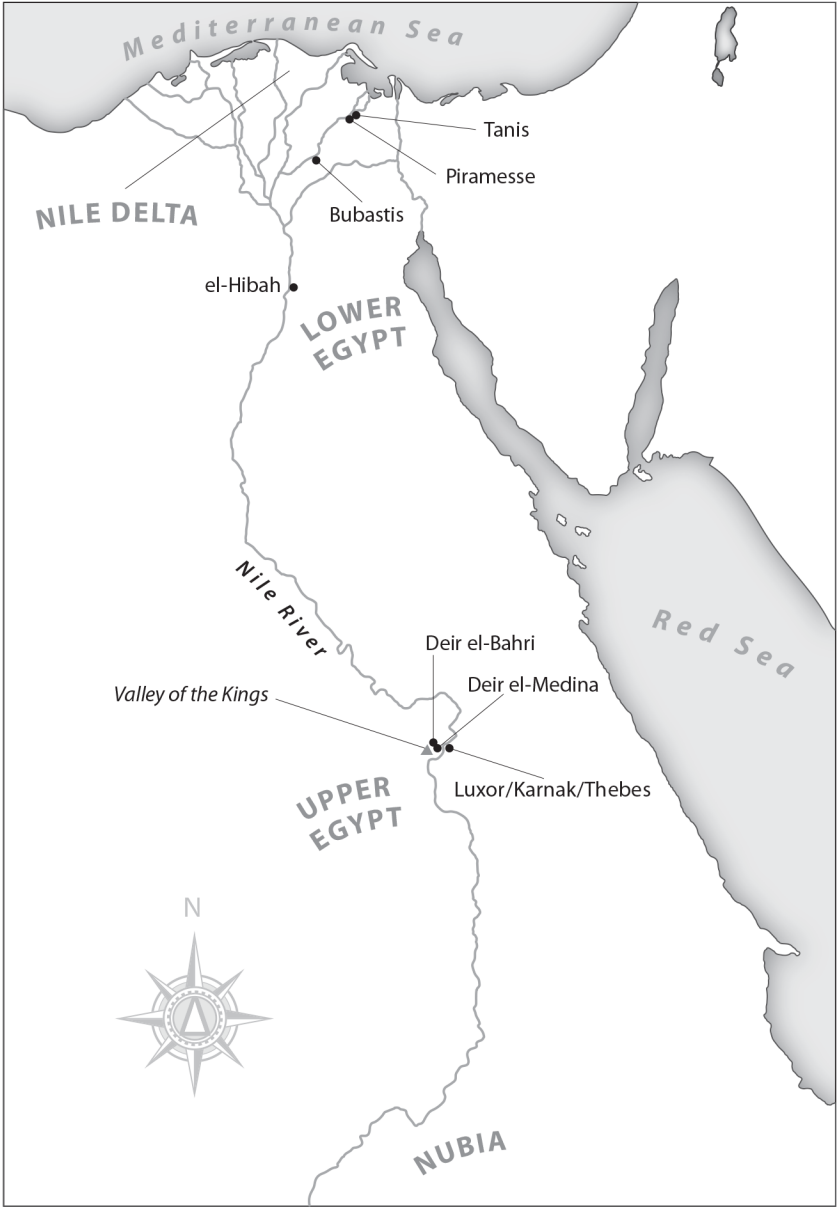 Mediterranean Sea
Tanis
Piramesse
NILE DELTA
Bubastis
el-Hibah
LOWER
EGYPT
Nile River
Red Sea
Deir el-Bahri
Deir el-Medina
Valley of the Kings
Luxor/Karnak/Thebes
UPPER
EGYPT
N
NUBIA